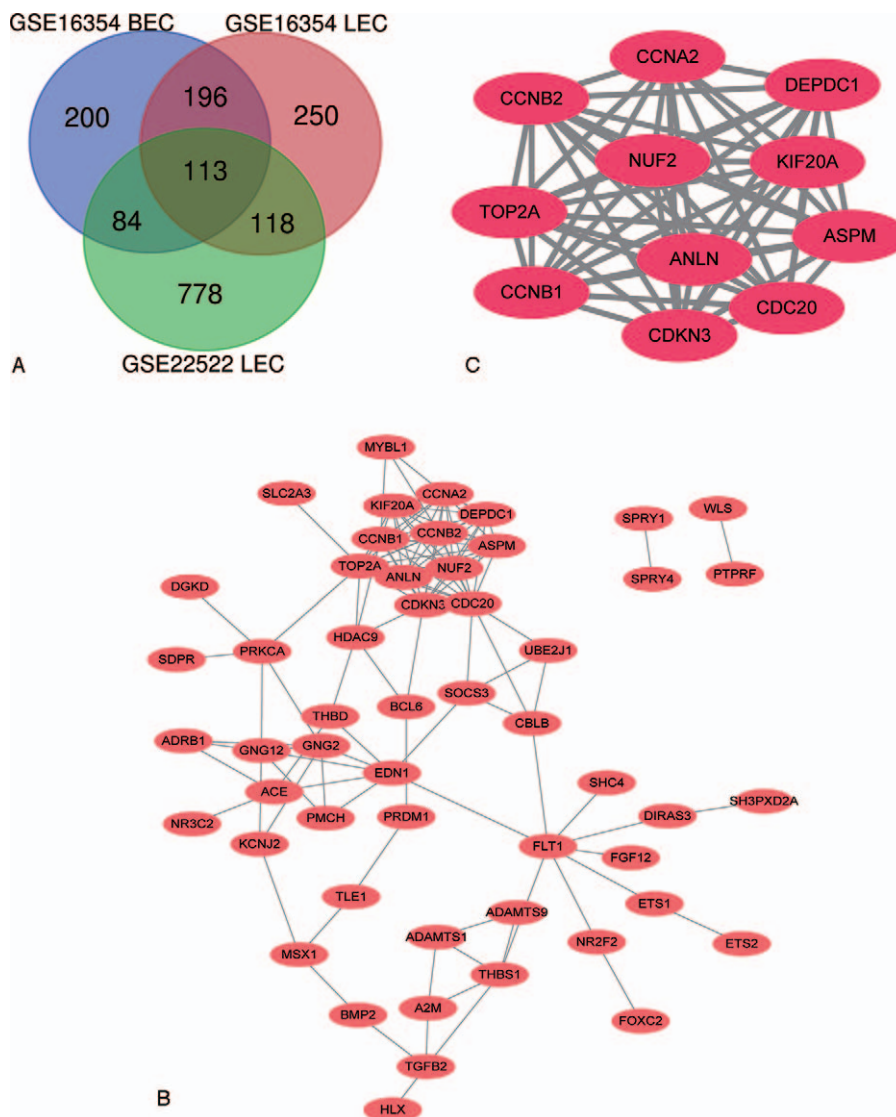 GSE16354 BEC
GSE16354 LEC
200
196
250
113
84
118
778
GSE22522 LEC
A
CCNA2
CCNB2
DEPDC1
NUF2
KIF20A
TOP2A
ASPM
ANLN
CCNB1
CDC20
CDKN3
C
MYBL1
SLC2A3
CCNA2
KIF20A
DEPDC1
CCNB1
CCNB2
ASPM
TOP2A
ANLN
NUF2
CDKN3
CDC20
SPRY1
WLS
SPRY4
PTPRF
DGKD
HDAC9
PRKCA
SDPR
UBE2J1
SOCS3
BCL6
THBD
CBLB
ADRB1
GNG12
GNG2
EDN1
ACE
SHC4
SH3PXD2A
DIRAS3
NR3C2
PMCH
PRDM1
KCNJ2
FLT1
FGF12
TLE1
ETS1
ADAMTS9
ADAMTS1
NR2F2
ETS2
MSX1
THBS1
A2M
BMP2
FOXC2
TGFB2
HLX
B